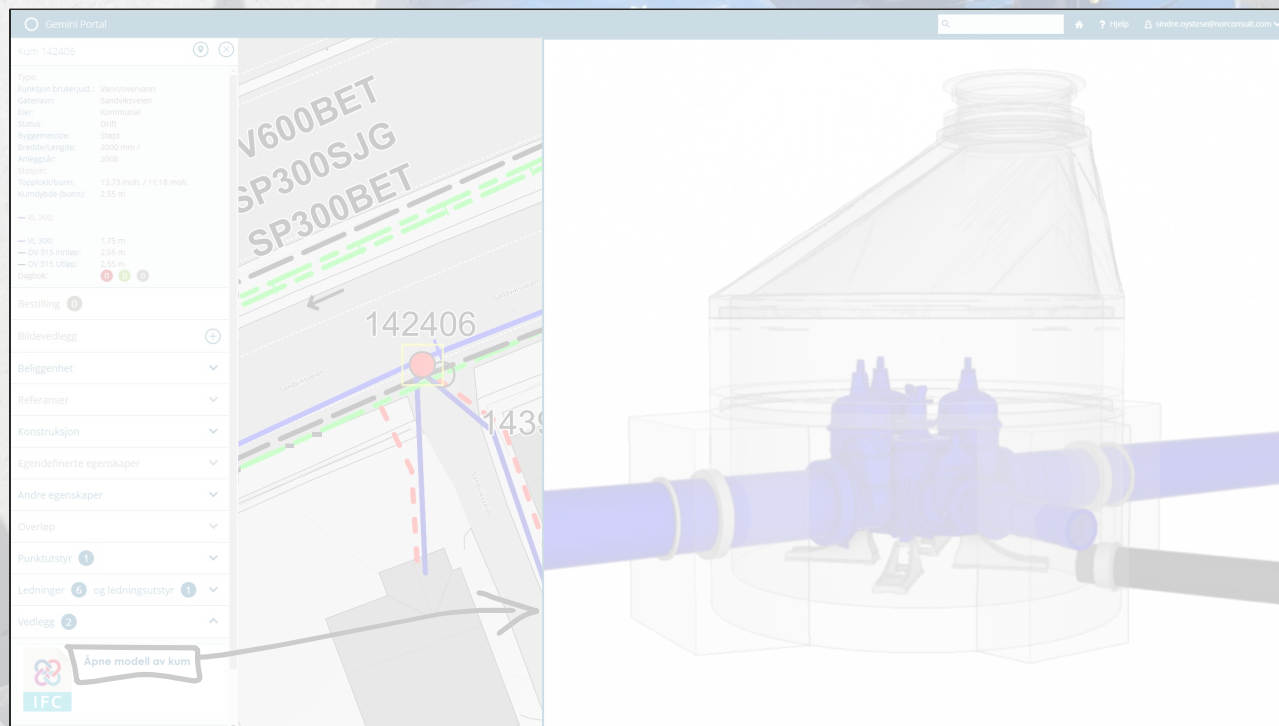 Gemini Portal
Hjelp
sindre.oystese@norconsult.com
Kum 142406
Type:
Funksjon brukerjust.: Vann/overvann
Gatenavn: Sandviksveien
Eier: Kommunal
Status: Drift
Byggemetode: Støpt
Bredde/Lengde: 2000 mm /
Anleggsår: 2008
Stasjon:
Topplokk/bunn: 13,73 moh. / 11,18 moh.
Kumdybde (bunn): 2,55 m
VL 300:
VL 300: 1,75 m
OV 315 Innløp: 2,55 m
OV 315 Utløp: 2,55 m
Dagbok: 0 0 0
Bestilling 0
Bildevedlegg
Beliggenhet
Referanser
Konstruksjon
Egendefinerte egenskaper
Andre egenskaper
Overløp
Punktutstyr 1
Ledninger 6 og ledningsutstyr 1
Vedlegg 2
Åpne modell av kum
IFC
V600BET
SP300SJG
SP300BET
Sandviksveien
142406
Sandviksveien
1439